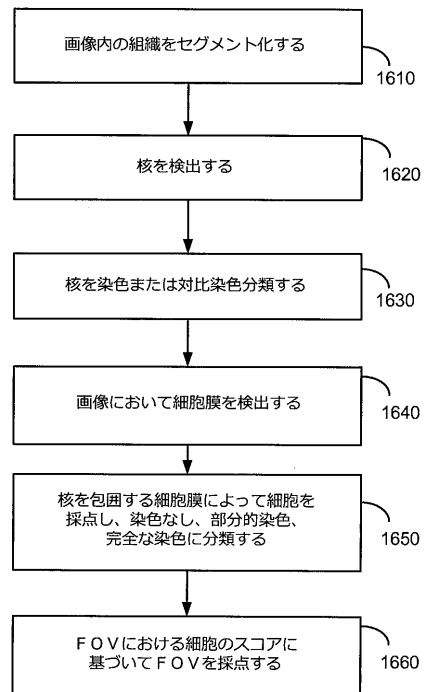 画像内の組織をセグメント化する
1610
核を検出する
1620
核を染色または対比染色分類する
1630
画像において細胞膜を検出する
1640
核を包囲する細胞膜によって細胞を
採点し、染色なし、部分的染色、
完全な染色に分類する
1650
ＦＯＶにおける細胞のスコアに
基づいてＦＯＶを採点する
1660